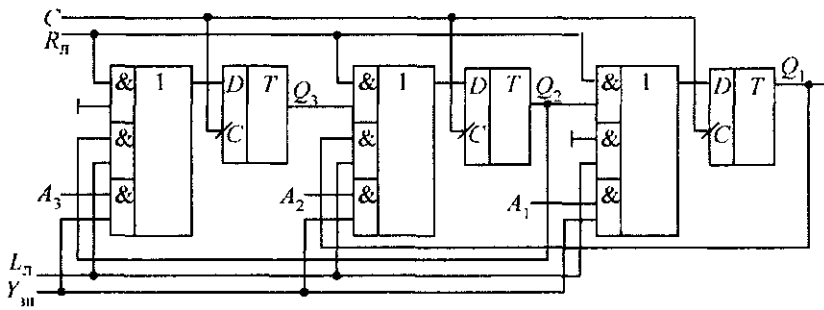 C
Rл
& 1 D T Q₃ & 1 D T Q₂ & 1 D T Q₁
& C & C & C
A₃ & A₂ & A₁ &
Lл
Yзп